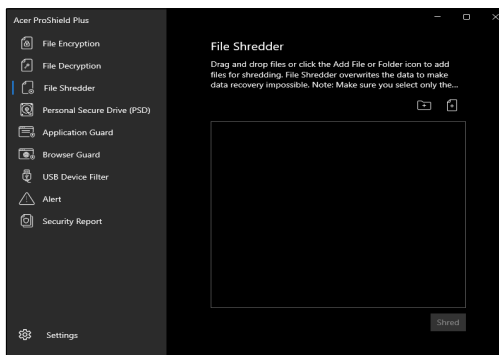 Acer ProShield Plus
File Encryption
File Decryption
File Shredder
Personal Secure Drive (PSD)
Application Guard
Browser Guard
USB Device Filter
Alert
Security Report
Settings
File Shredder
Drag and drop files or click the Add File or Folder icon to add
files for shredding. File Shredder overwrites the data to make
data recovery impossible. Note: Make sure you select only the...
Shred